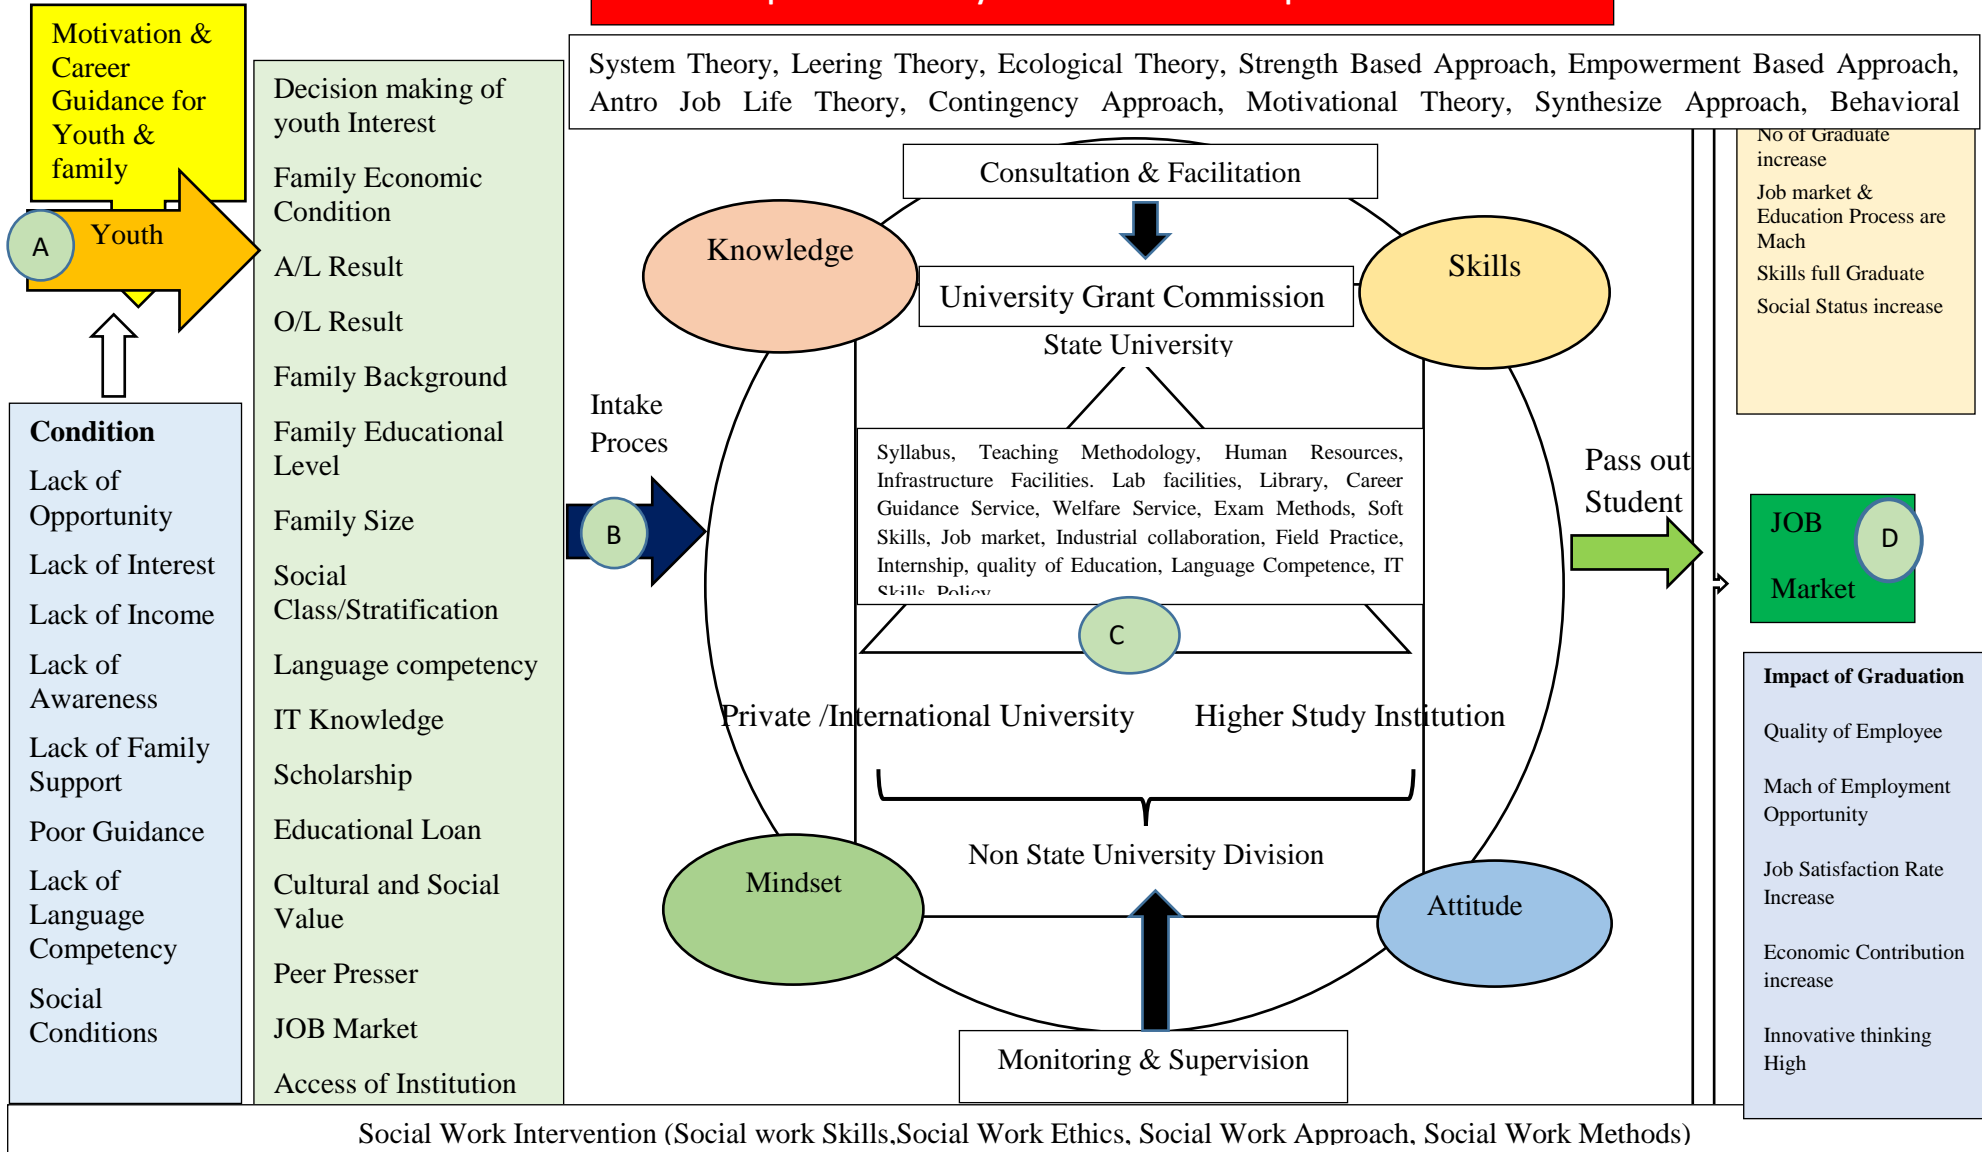 System Theory, Leering Theory, Ecological Theory, Strength Based Approach, Empowerment Based Approach,
Antro Job Life Theory, Contingency Approach, Motivational Theory, Synthesize Approach, Behavioral
Motivation &
Career
Guidance for
Youth &
family
A
Youth
Condition
Lack of
Opportunity
Lack of Interest
Lack of Income
Lack of
Awareness
Lack of Family
Support
Poor Guidance
Lack of
Language
Competency
Social
Conditions
Decision making of
youth Interest
Family Economic
Condition
A/L Result
O/L Result
Family Background
Family Educational
Level
Family Size
Social
Class/Stratification
Language competency
IT Knowledge
Scholarship
Educational Loan
Cultural and Social
Value
Peer Presser
JOB Market
Access of Institution
Intake
Proces
B
Consultation & Facilitation
Knowledge
Skills
University Grant Commission
State University
Syllabus, Teaching Methodology, Human Resources,
Infrastructure Facilities. Lab facilities, Library, Career
Guidance Service, Welfare Service, Exam Methods, Soft
Skills, Job market, Industrial collaboration, Field Practice,
Internship, quality of Education, Language Competence, IT
Skills, Policy
C
Private /International University
Higher Study Institution
Non State University Division
Mindset
Attitude
Monitoring & Supervision
Pass out
Student
No of Graduate
increase
Job market &
Education Process are
Mach
Skills full Graduate
Social Status increase
JOB
Market
D
Impact of Graduation
Quality of Employee
Mach of Employment
Opportunity
Job Satisfaction Rate
Increase
Economic Contribution
increase
Innovative thinking
High
Social Work Intervention (Social work Skills,Social Work Ethics, Social Work Approach, Social Work Methods)